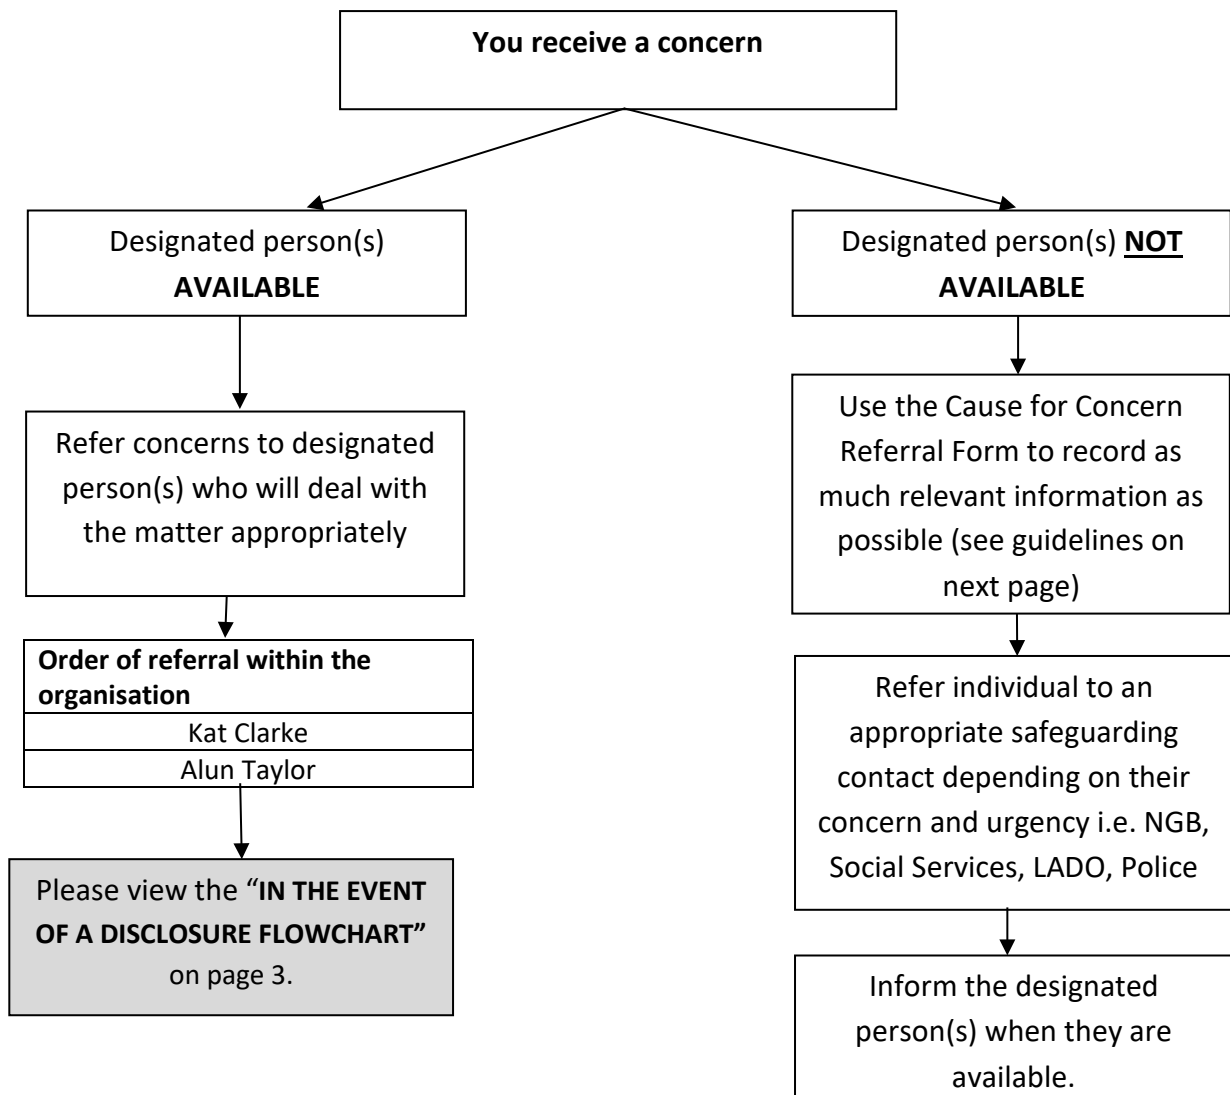 You receive a concern
Designated person(s)
AVAILABLE
Refer concerns to designated
person(s) who will deal with
the matter appropriately
Order of referral within the
organisation
Kat Clarke
Alun Taylor
Please view the “IN THE EVENT
OF A DISCLOSURE FLOWCHART”
on page 3.
Designated person(s) NOT
AVAILABLE
Use the Cause for Concern
Referral Form to record as
much relevant information as
possible (see guidelines on
next page)
Refer individual to an
appropriate safeguarding
contact depending on their
concern and urgency i.e. NGB,
Social Services, LADO, Police
Inform the designated
person(s) when they are
available.